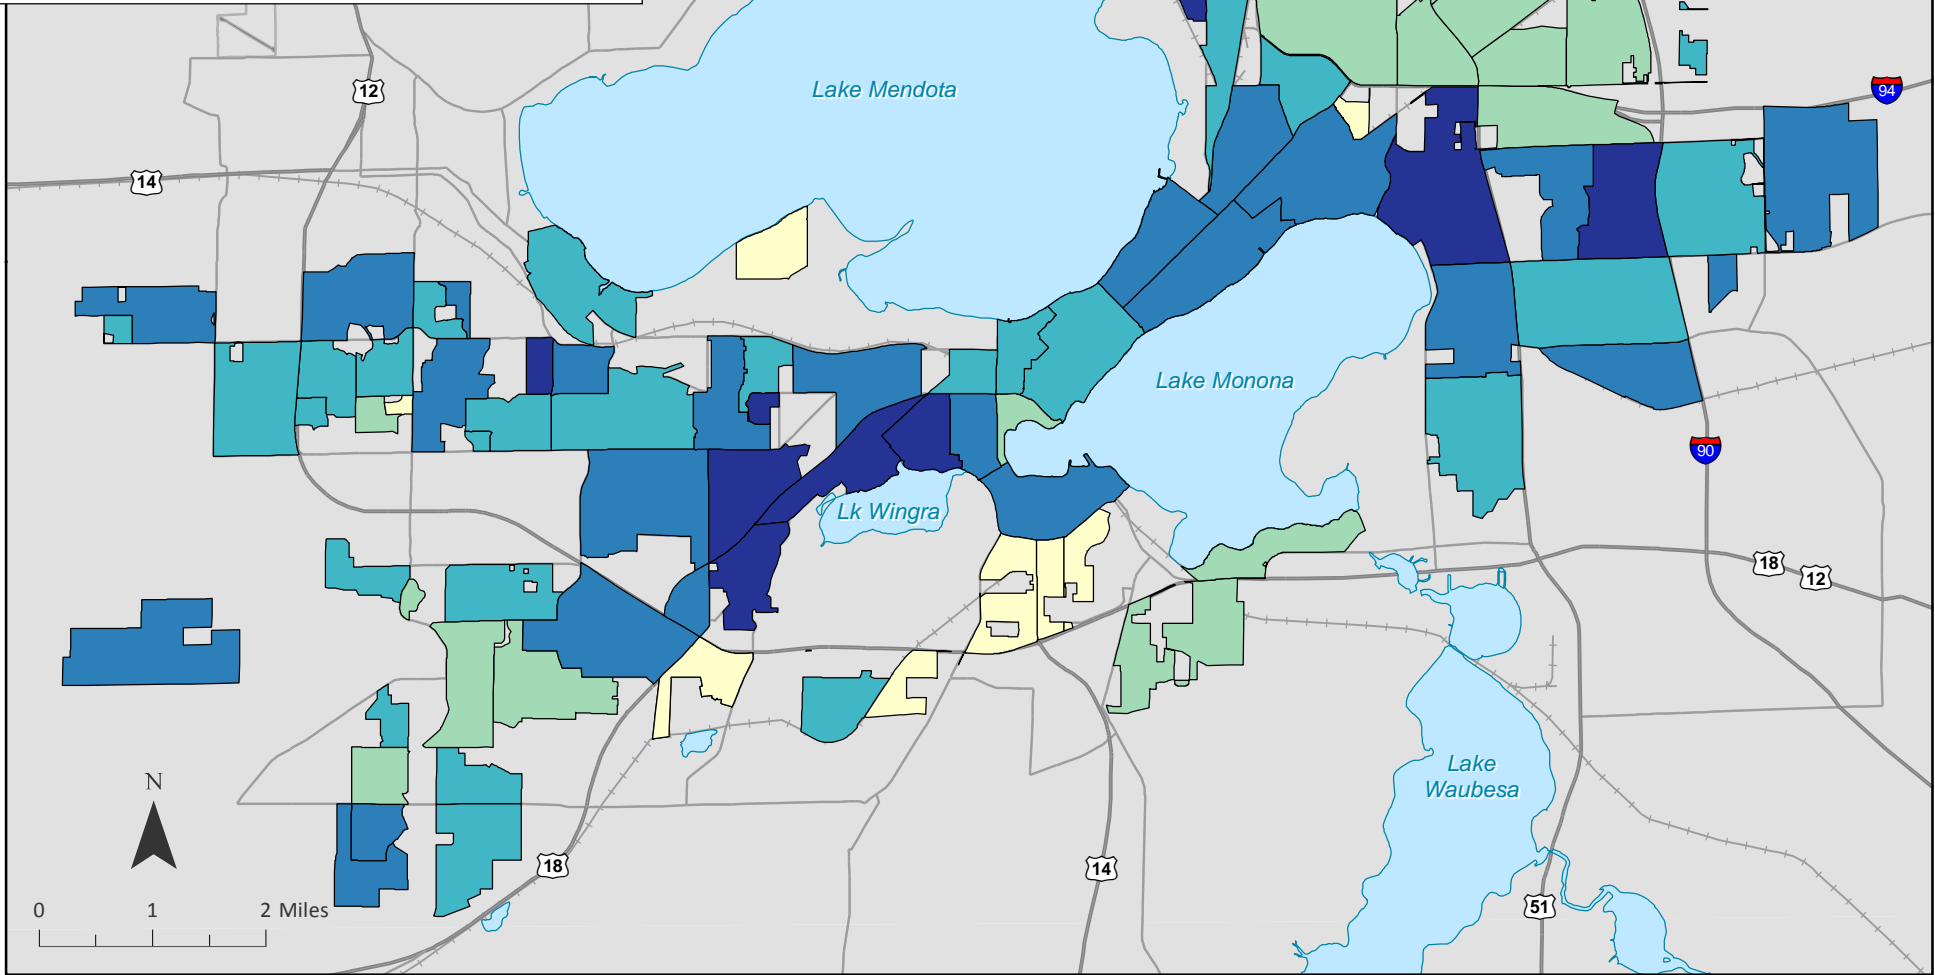 Lake Mendota
12
94
14
Lake Monona
90
Lk Wingra
18
12
Lake
Waubesa
N
18
14
0 1 2 Miles
51